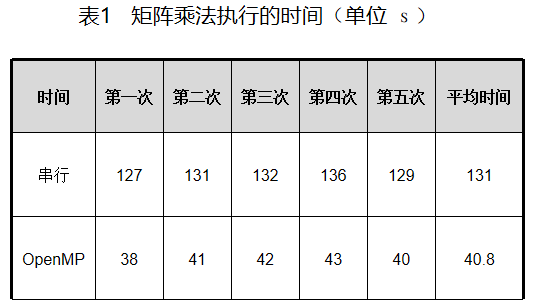 表1 矩阵乘法执行的时间（单位 s ）
时间 第一次 第二次 第三次 第四次 第五次 平均时间
串行 127 131 132 136 129 131
OpenMP 38 41 42 43 40 40.8